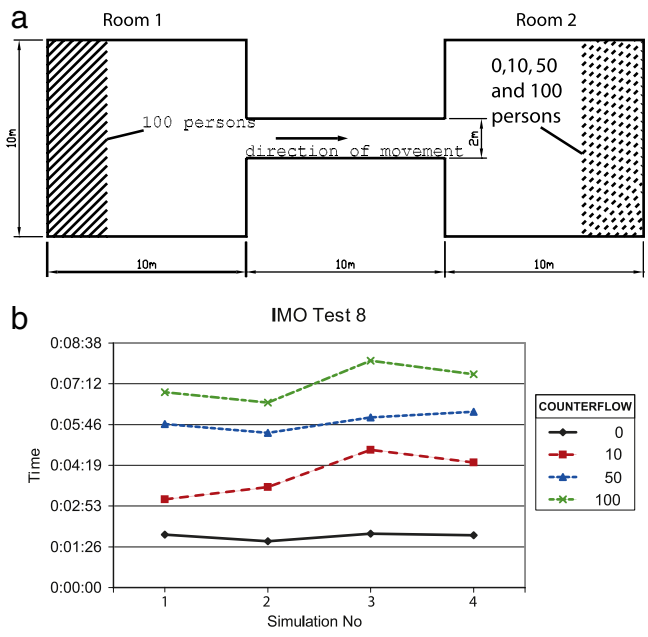 a
Room 1
Room 2
10m
100 persons
0,10,50
and 100
persons
direction of movement
2m
10m
10m
10m
b
IMO Test 8
0:08:38
0:07:12
0:05:46
0:04:19
0:02:53
0:01:26
0:00:00
Time
1
2
3
4
Simulation No
COUNTERFLOW
0
10
50
100